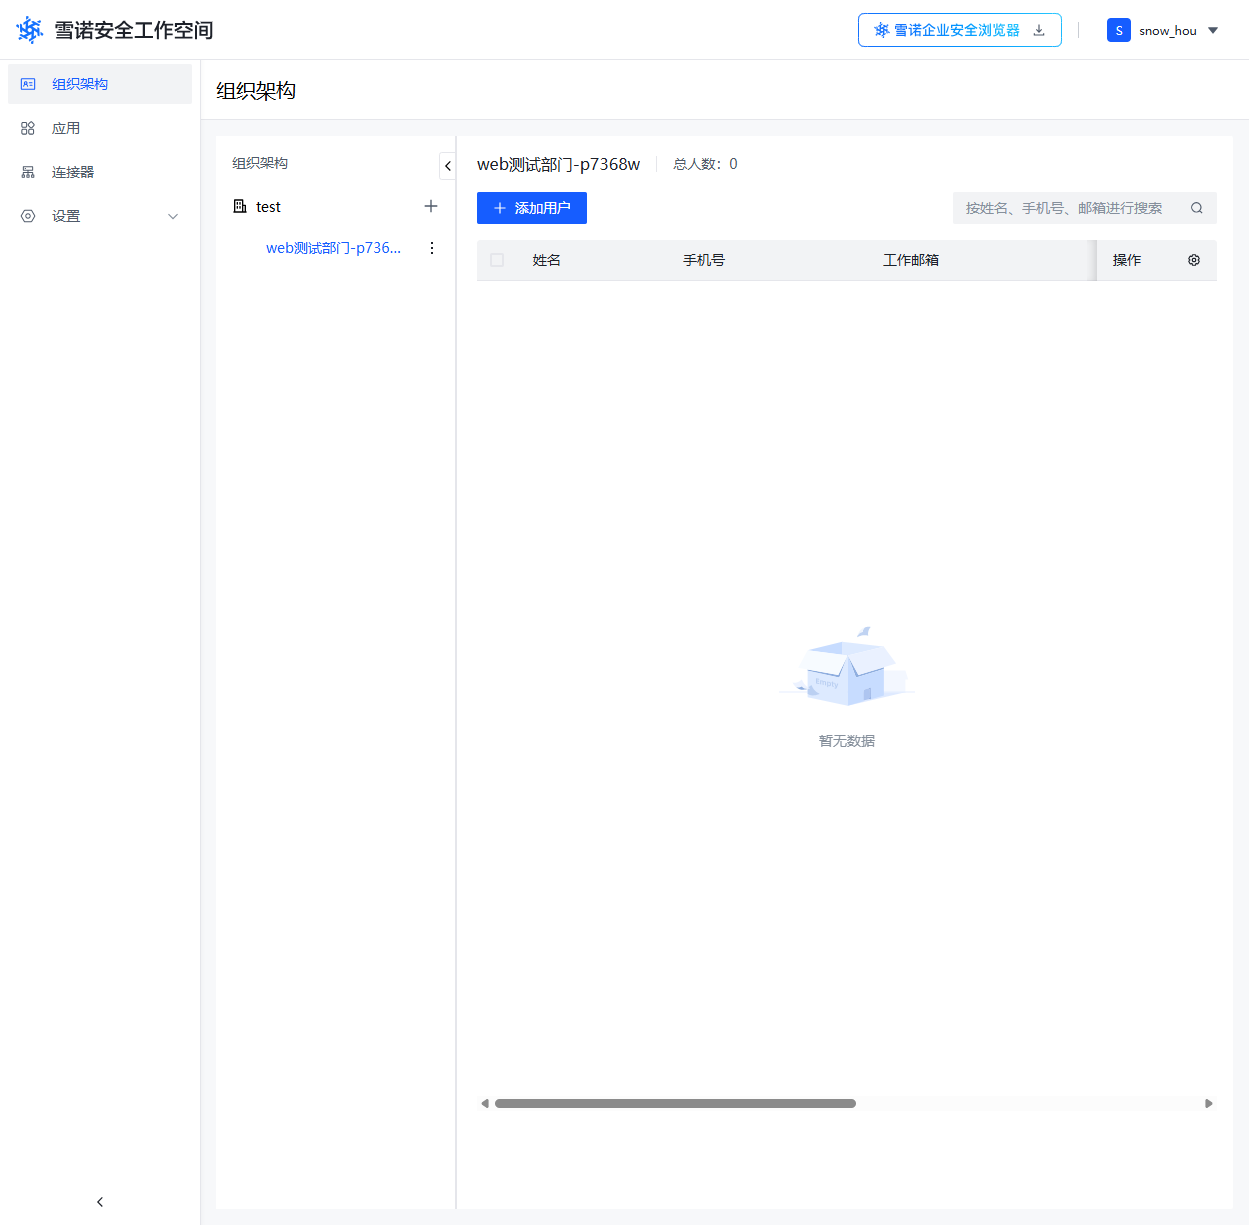 雪诺安全工作空间
雪诺企业安全浏览器
S snow_hou
组织架构
应用
连接器
设置
组织架构
组织架构
test
web测试部门-p736...
web测试部门-p7368w 总人数：0
添加用户
按姓名、手机号、邮箱进行搜索
姓名 手机号 工作邮箱 操作
Empty
暂无数据